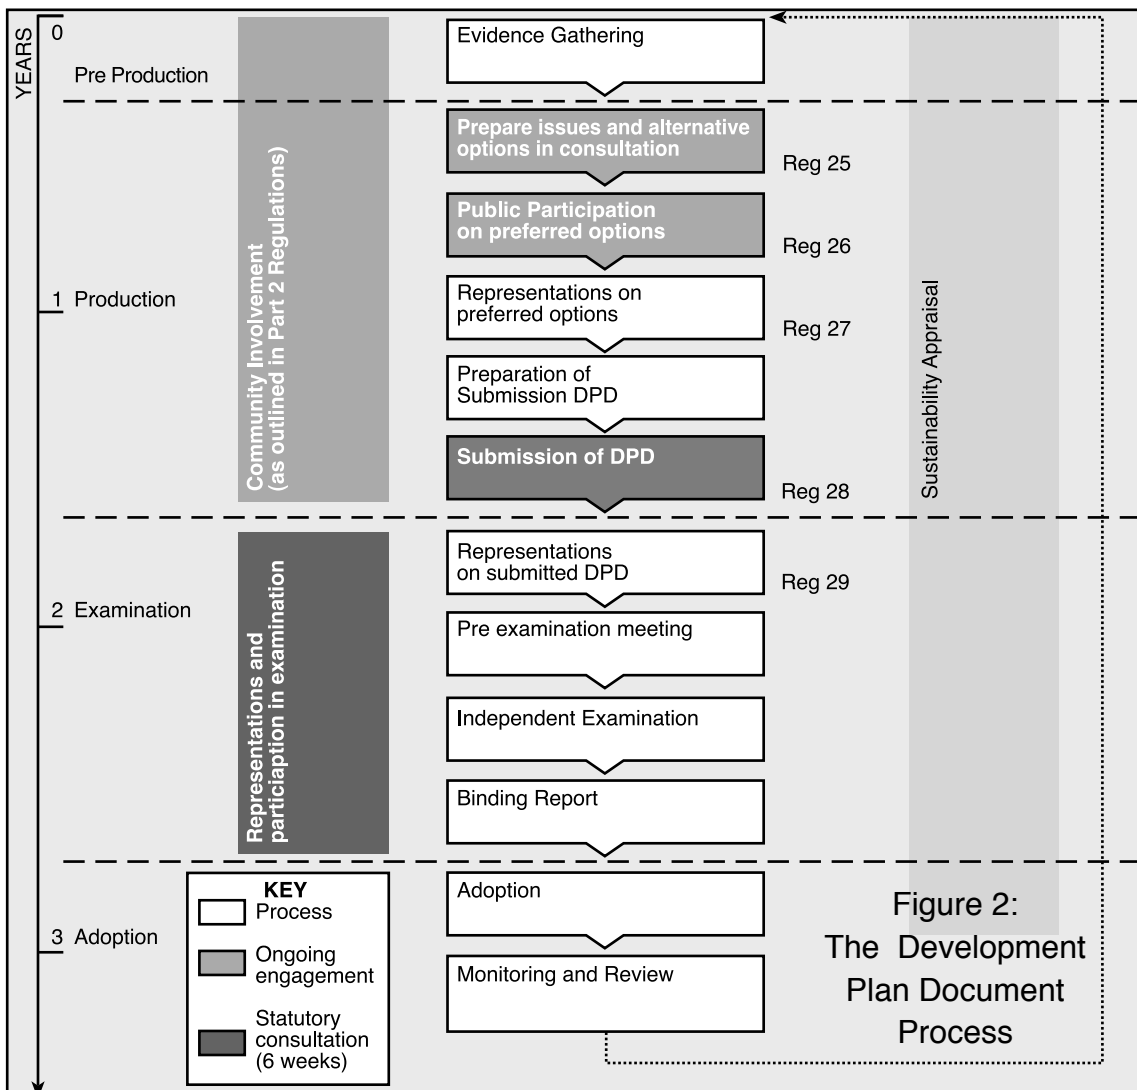 YEARS
0
Pre Production
Evidence Gathering
Prepare issues and alternative
options in consultation
Reg 25
Public Participation
on preferred options
Reg 26
Community Involvement
(as outlined in Part 2 Regulations)
1
Production
Representations on
preferred options
Reg 27
Preparation of
Submission DPD
Submission of DPD
Reg 28
Sustainability Appraisal
Representations
on submitted DPD
Reg 29
2
Examination
Pre examination meeting
Representations and
particiaption in examination
Independent Examination
Binding Report
3
Adoption
Adoption
Monitoring and Review
KEY
Process
Ongoing
engagement
Statutory
consultation
(6 weeks)
Figure 2:
The Development
Plan Document
Process